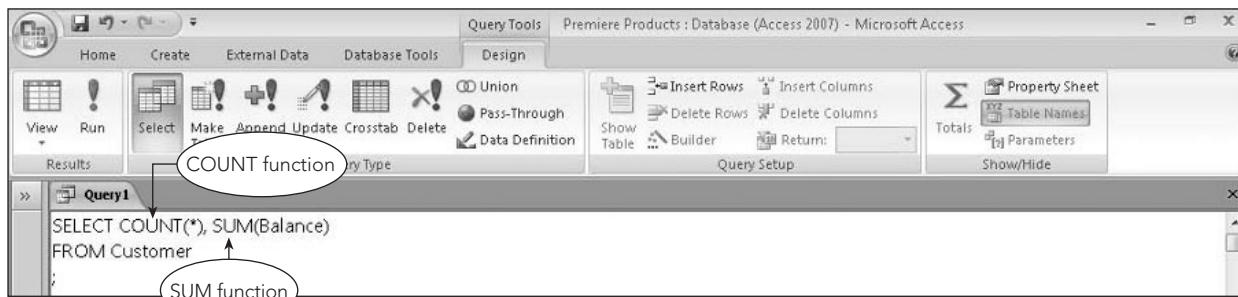 Query Tools Premiere Products : Database (Access 2007) - Microsoft Access
Home Create External Data Database Tools Design
View Run Select Make Append Update Crosstab Delete
Union
Pass-Through
Data Definition
Show Table
Insert Rows
Delete Rows
Builder
Insert Columns
Delete Columns
Return:
Totals
Property Sheet
Table Names
Parameters
Results Query Setup Show/Hide
COUNT function
Query1
SELECT COUNT(*), SUM(Balance)
FROM Customer
;
SUM function